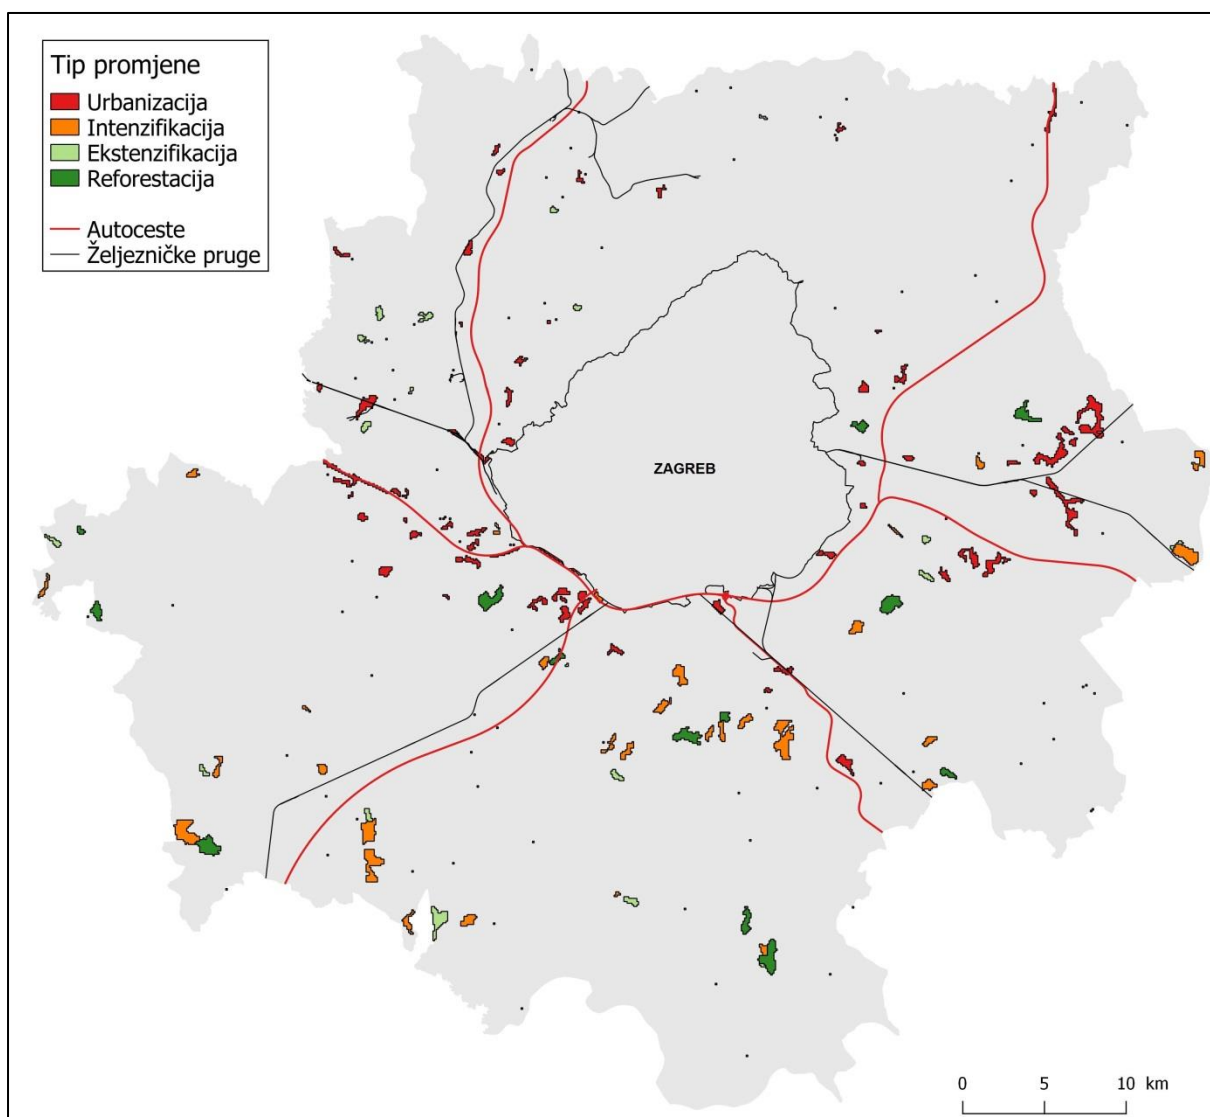 Tip promjene
Urbanizacija
Intenzifikacija
Ekstenzifikacija
Reforestacija
Autoceste
Željezničke pruge
ZAGREB
0 5 10 km